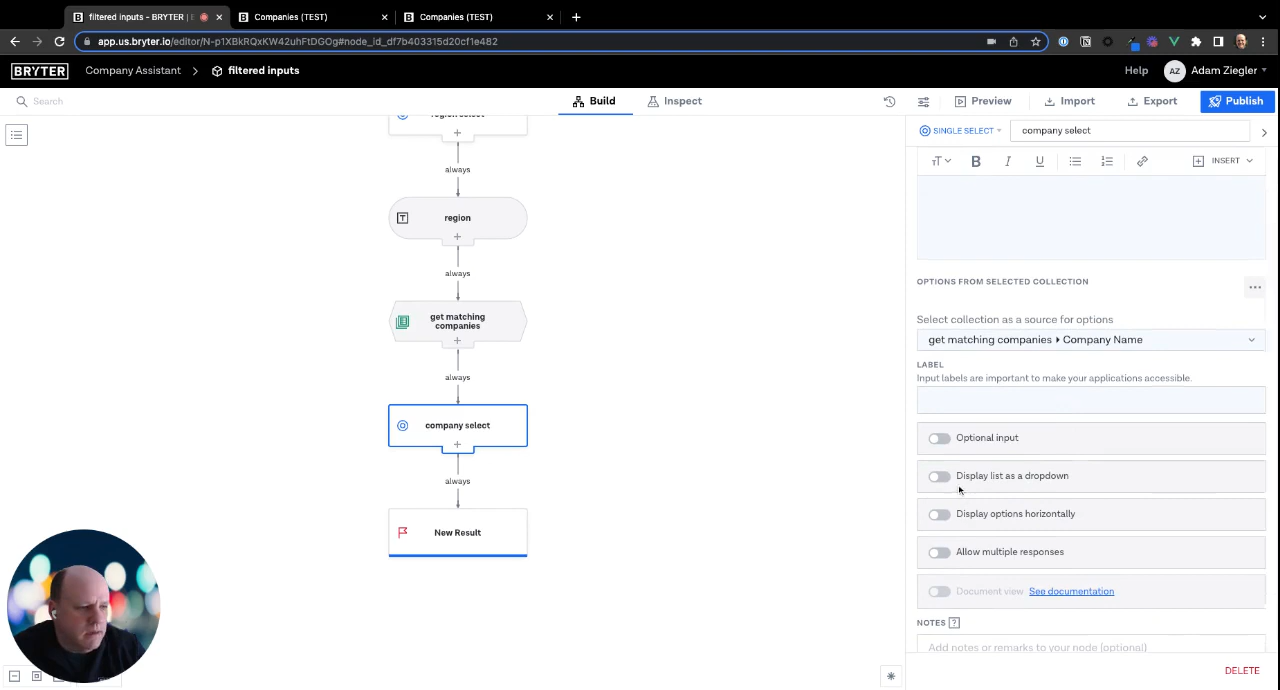 filtered inputs - BRYTER | E
Companies (TEST)
Companies (TEST)
app.us.bryter.io/editor/N-p1XBkRQxKW42uhFtDGOg#node_id_df7b403315d20cf1e482
BRYTER
Company Assistant
filtered inputs
Help
AZ
Adam Ziegler
Search
Build
Inspect
Preview
Import
Export
Publish
region select
always
region
always
get matching
companies
always
company select
always
New Result
SINGLE SELECT
company select
INSERT
OPTIONS FROM SELECTED COLLECTION
Select collection as a source for options
get matching companies ▸ Company Name
LABEL
Input labels are important to make your applications accessible.
Optional input
Display list as a dropdown
Display options horizontally
Allow multiple responses
Document view See documentation
NOTES ?
Add notes or remarks to your node (optional)
DELETE